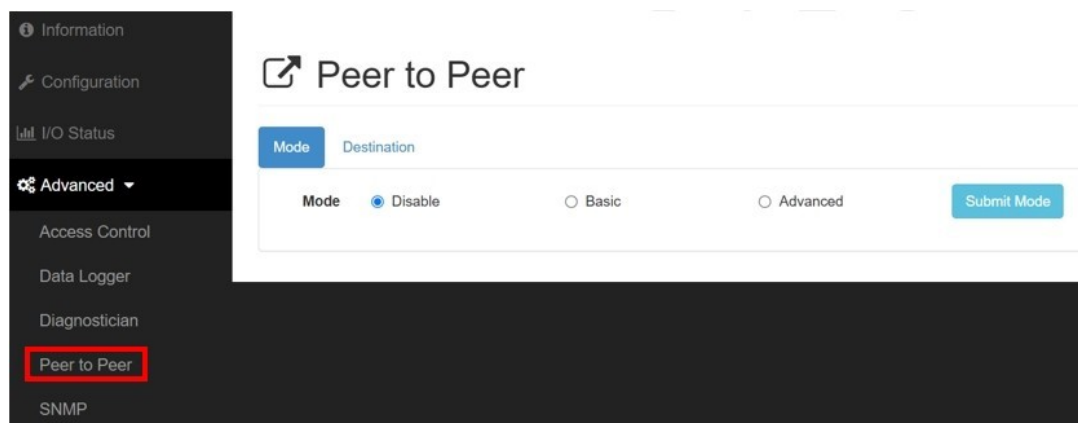 Information
Configuration
I/O Status
Advanced
Access Control
Data Logger
Diagnostician
Peer to Peer
SNMP
Peer to Peer
Mode Destination
Mode Disable Basic Advanced Submit Mode